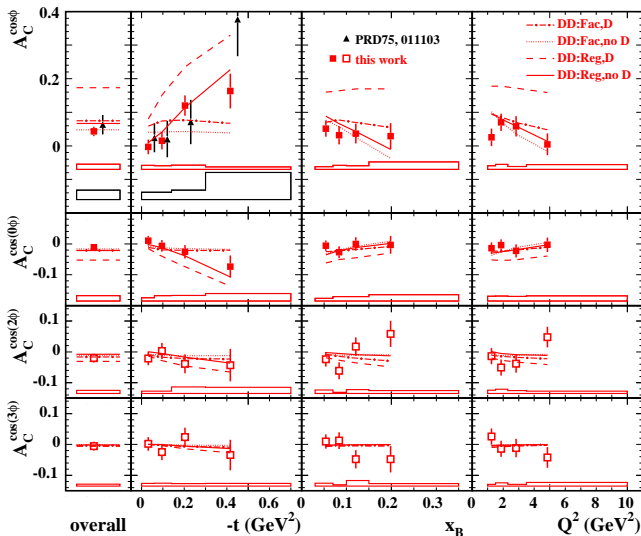 A_C^cosϕ
0.4
0.2
0
▲ PRD75, 011103
■ □ this work
DD:Fac,D
DD:Fac,no D
DD:Reg,D
DD:Reg,no D
A_C^cos(0ϕ)
0
-0.1
A_C^cos(2ϕ)
0.1
0
-0.1
A_C^cos(3ϕ)
0.1
0
-0.1
0 0.2 0.4 0.6
0.1 0.2 0.3
2 4 6 8 10
overall -t (GeV²) x_B Q² (GeV²)